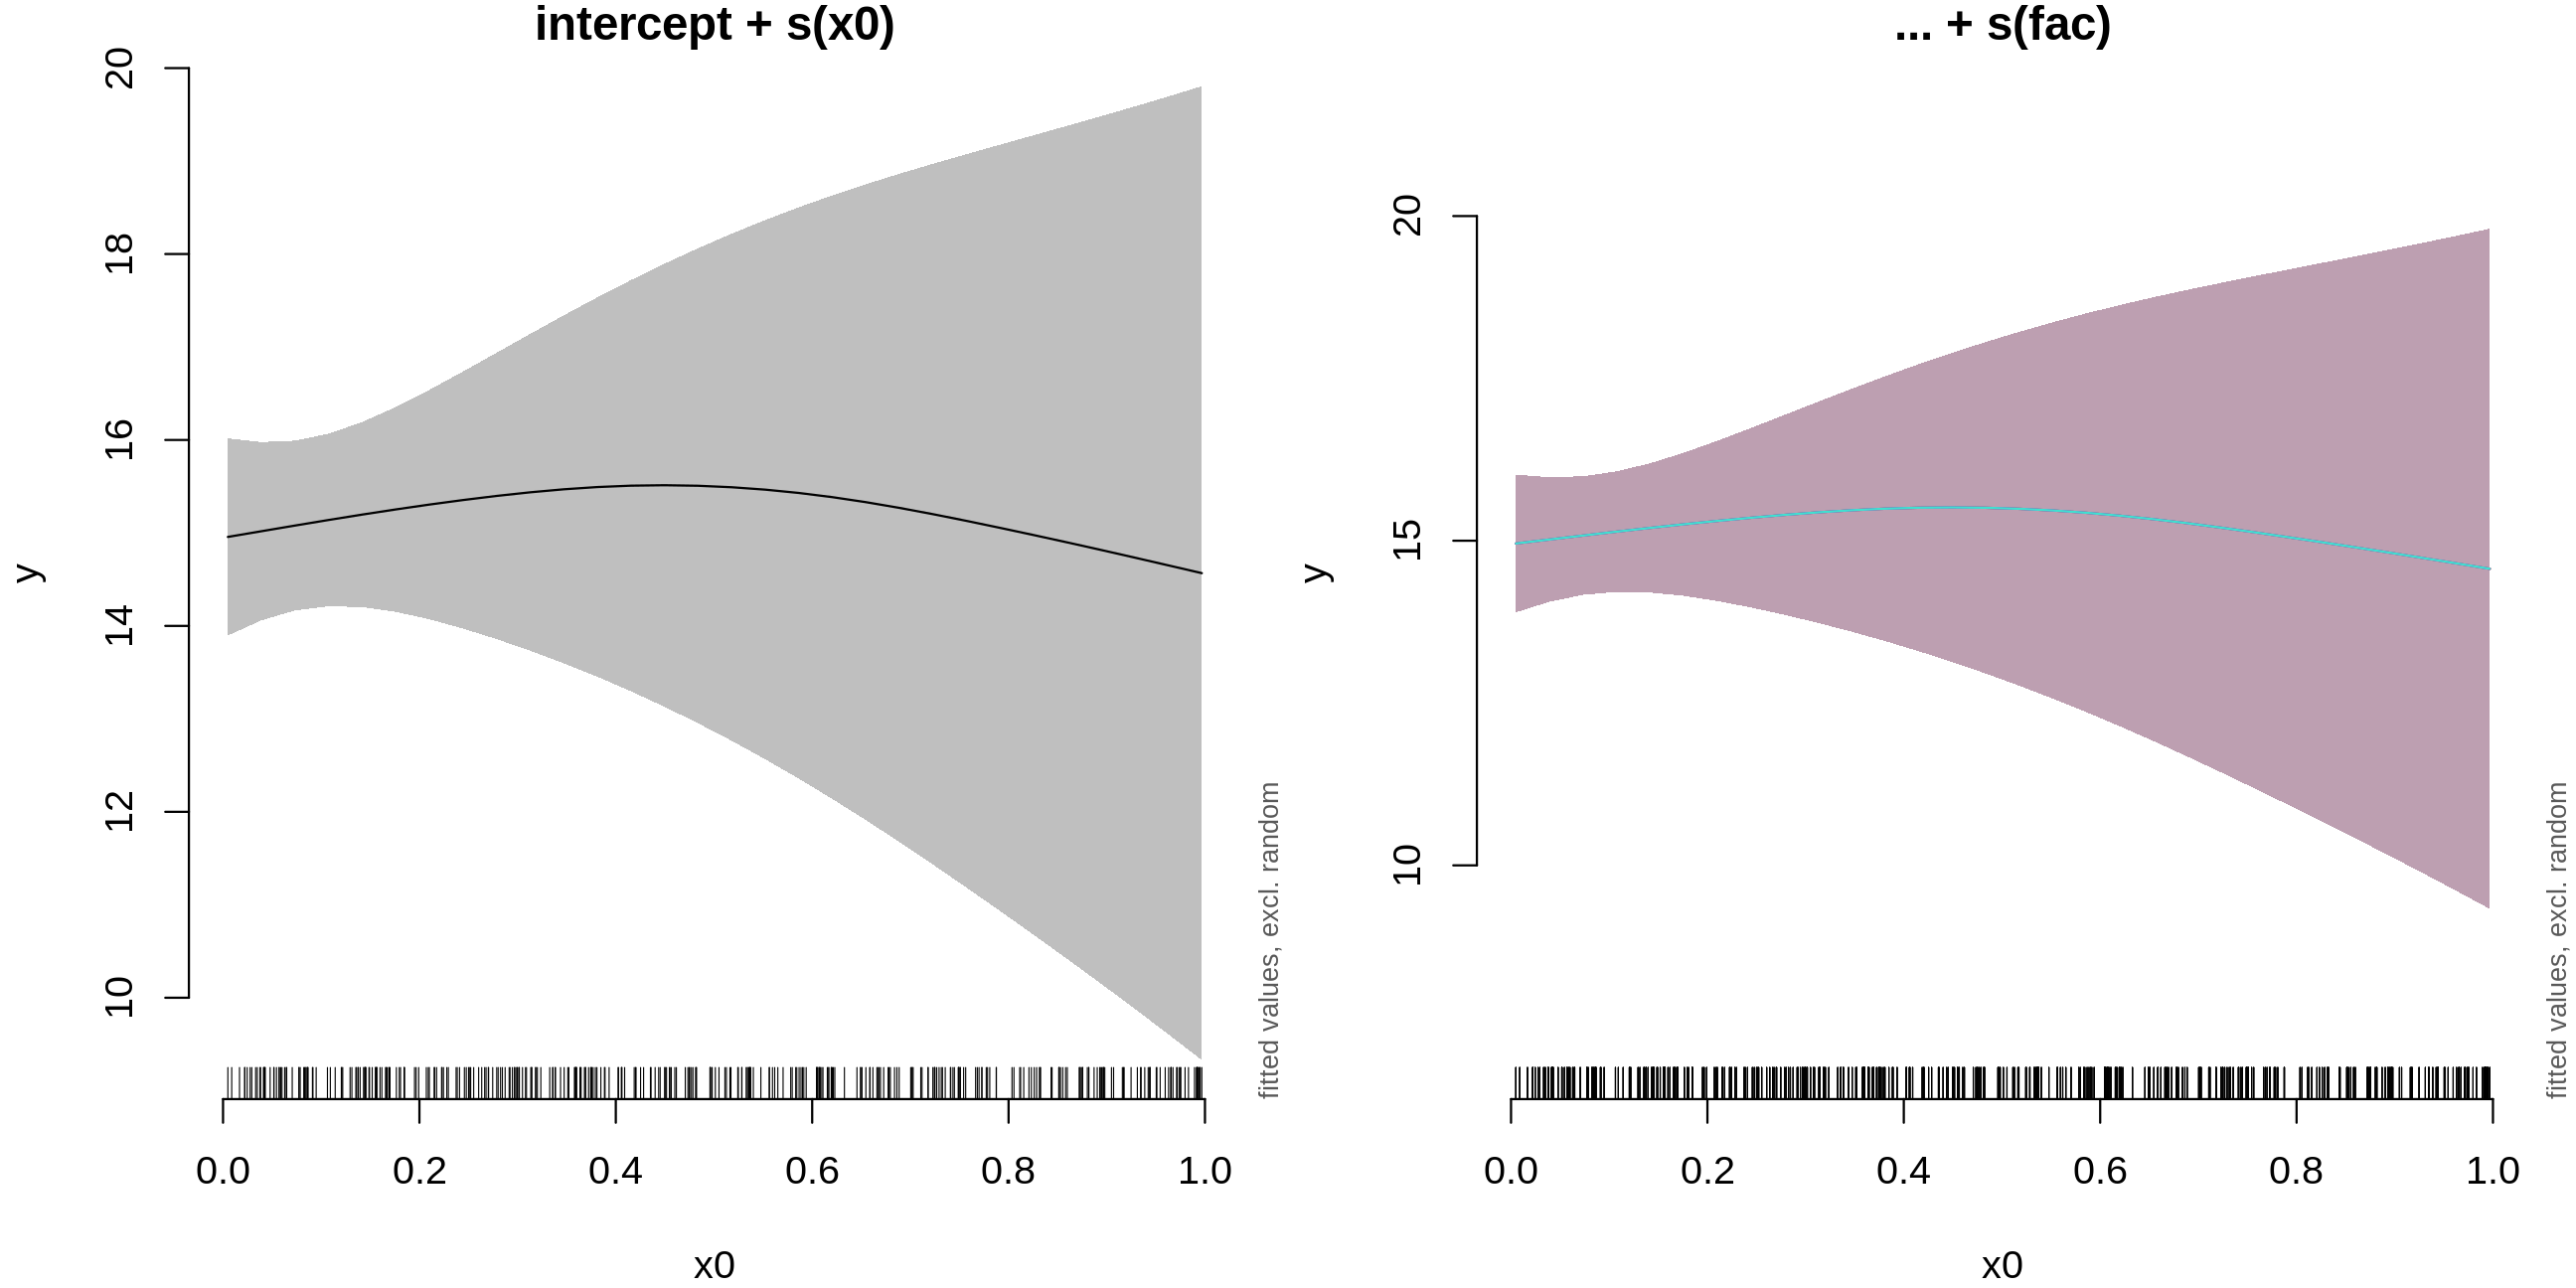 intercept + s(x0)
20
18
16
14
12
10
y
0.0 0.2 0.4 0.6 0.8 1.0
x0
fitted values, excl. random
... + s(fac)
20
15
10
y
0.0 0.2 0.4 0.6 0.8 1.0
x0
fitted values, excl. random